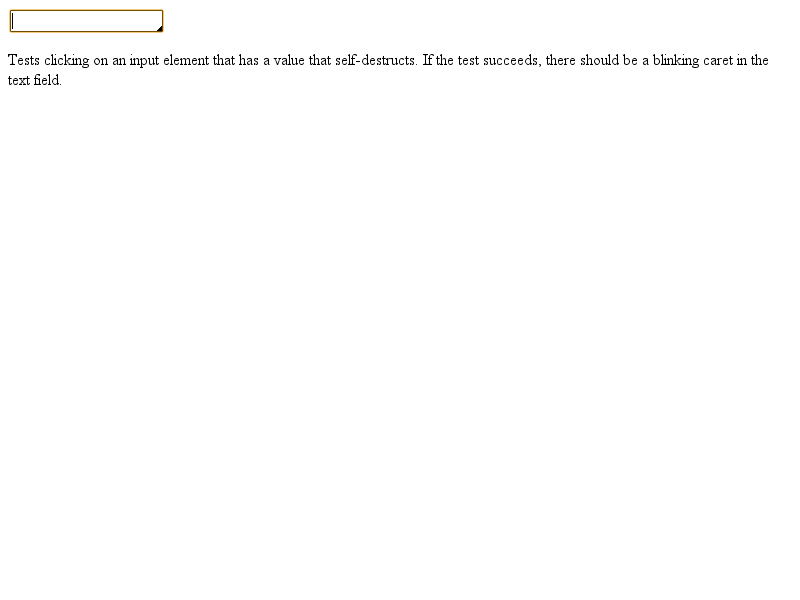 Tests clicking on an input element that has a value that self-destructs. If the test succeeds, there should be a blinking caret in the
text field.